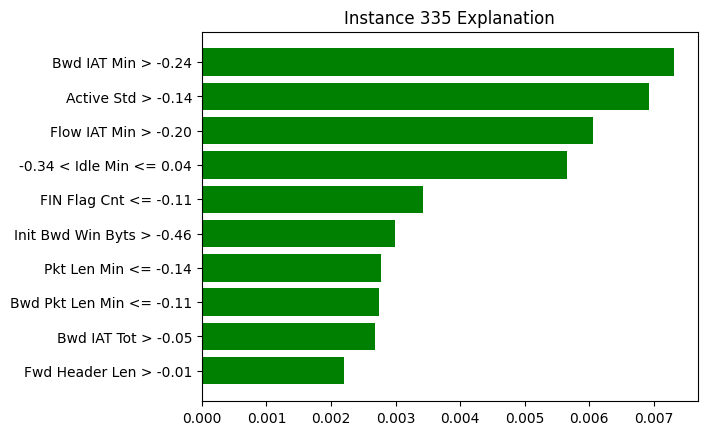 Instance 335 Explanation
Bwd IAT Min > -0.24
Active Std > -0.14
Flow IAT Min > -0.20
-0.34 < Idle Min <= 0.04
FIN Flag Cnt <= -0.11
Init Bwd Win Byts > -0.46
Pkt Len Min <= -0.14
Bwd Pkt Len Min <= -0.11
Bwd IAT Tot > -0.05
Fwd Header Len > -0.01
0.000 0.001 0.002 0.003 0.004 0.005 0.006 0.007